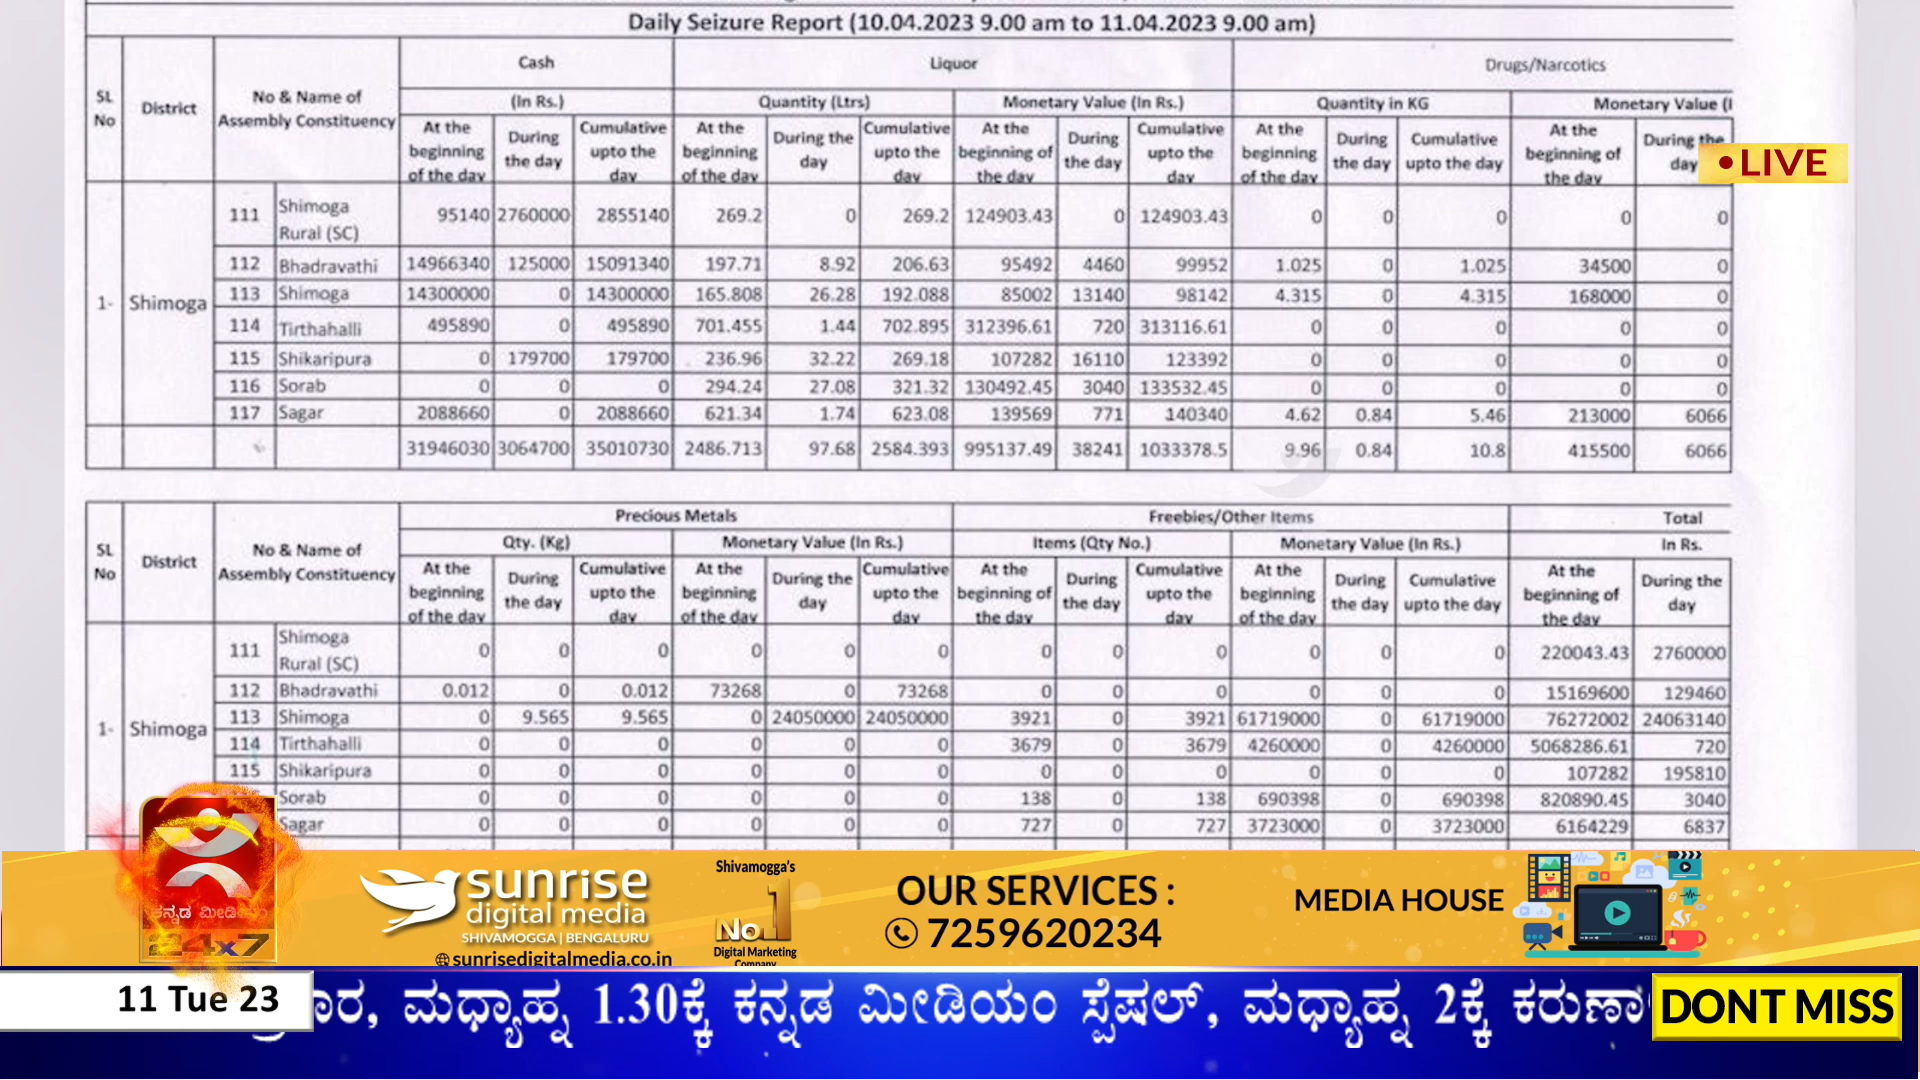 Daily Seizure Report (10.04.2023 9.00 am to 11.04.2023 9.00 am)
SL No | District | No & Name of Assembly Constituency | Cash | Liquor | Drugs/Narcotics
(In Rs.) | Quantity (Ltrs) | Monetary Value (In Rs.) | Quantity in KG | Monetary Value (I
At the beginning of the day | During the day | Cumulative upto the day | At the beginning of the day | During the day | Cumulative upto the day | At the beginning of the day | During the day | Cumulative upto the day | At the beginning of the day | During the day | Cumulative upto the day | At the beginning of the day | During the day
1- Shimoga
111 Shimoga Rural (SC) 95140 2760000 2855140 269.2 0 269.2 124903.43 0 124903.43 0 0 0 0 0
112 Bhadravathi 14966340 125000 15091340 197.71 8.92 206.63 95492 4460 99952 1.025 0 1.025 34500 0
113 Shimoga 14300000 0 14300000 165.808 26.28 192.088 85002 13140 98142 4.315 0 4.315 168000 0
114 Tirthahalli 495890 0 495890 701.455 1.44 702.895 312396.61 720 313116.61 0 0 0 0 0
115 Shikaripura 0 179700 179700 236.96 32.22 269.18 107282 16110 123392 0 0 0 0 0
116 Sorab 0 0 0 294.24 27.08 321.32 130492.45 3040 133532.45 0 0 0 0 0
117 Sagar 2088660 0 2088660 621.34 1.74 623.08 139569 771 140340 4.62 0.84 5.46 213000 6066
31946030 3064700 35010730 2486.713 97.68 2584.393 995137.49 38241 1033378.5 9.96 0.84 10.8 415500 6066
SL No | District | No & Name of Assembly Constituency | Precious Metals | Freebies/Other Items | Total
Qty. (Kg) | Monetary Value (In Rs.) | Items (Qty No.) | Monetary Value (In Rs.) | In Rs.
At the beginning of the day | During the day | Cumulative upto the day | At the beginning of the day | During the day | Cumulative upto the day | At the beginning of the day | During the day | Cumulative upto the day | At the beginning of the day | During the day | Cumulative upto the day | At the beginning of the day | During the day
1- Shimoga
111 Shimoga Rural (SC) 0 0 0 0 0 0 0 0 0 0 0 0 220043.43 2760000
112 Bhadravathi 0.012 0 0.012 73268 0 73268 0 0 0 0 0 0 15169600 129460
113 Shimoga 0 9.565 9.565 0 24050000 24050000 3921 0 3921 61719000 0 61719000 76272002 24063140
114 Tirthahalli 0 0 0 0 0 0 3679 0 3679 4260000 0 4260000 5068286.61 720
115 Shikaripura 0 0 0 0 0 0 0 0 0 0 0 0 107282 195810
Sorab 0 0 0 0 0 0 138 0 138 690398 0 690398 820890.45 3040
Sagar 0 0 0 0 0 0 727 0 727 3723000 0 3723000 6164229 6837
• LIVE
ಕನ್ನಡ ಮೀಡಿಯಂ
24x7
sunrise
digital media
SHIVAMOGGA | BENGALURU
sunrisedigitalmedia.co.in
Shivamogga's
No 1
Digital Marketing
Company
OUR SERVICES :
7259620234
MEDIA HOUSE
11 Tue 23
ಾರ, ಮಧ್ಯಾಹ್ನ 1.30ಕ್ಕೆ ಕನ್ನಡ ಮೀಡಿಯಂ ಸ್ಪೆಷಲ್, ಮಧ್ಯಾಹ್ನ 2ಕ್ಕೆ ಕರುಣಾ
DONT MISS